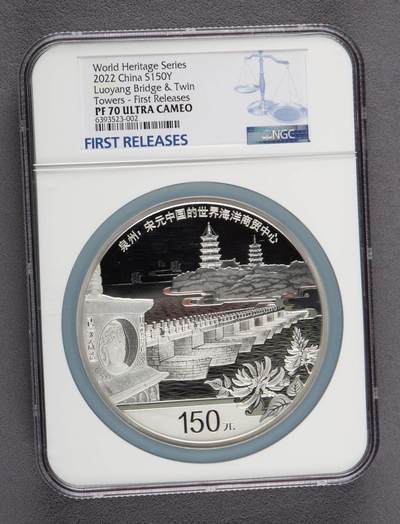 World Heritage Series
2022 China S150Y
Luoyang Bridge & Twin
Towers - First Releases
PF 70 ULTRA CAMEO
6393523-002
NGC
FIRST RELEASES
泉州：宋元中国的世界海洋商贸中心
150元